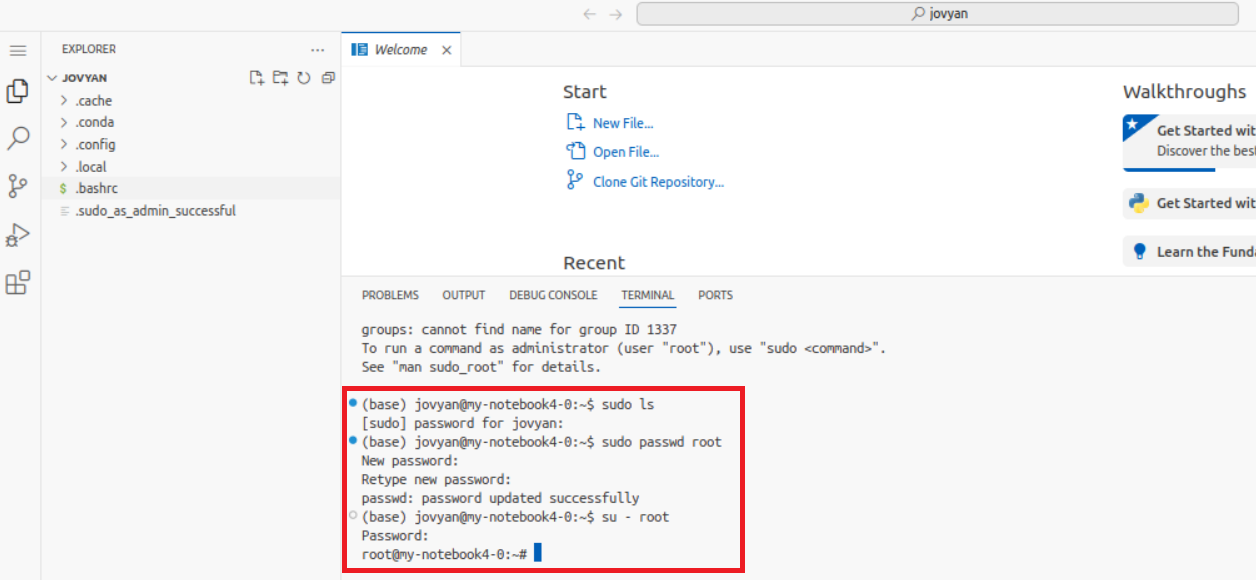 jovyan
EXPLORER
Welcome
JOVYAN
.cache
.conda
.config
.local
$ .bashrc
.sudo_as_admin_successful
Start
New File...
Open File...
Clone Git Repository...
Recent
Walkthroughs
Get Started wit
Discover the best
Get Started wit
Learn the Funda
PROBLEMS OUTPUT DEBUG CONSOLE TERMINAL PORTS
groups: cannot find name for group ID 1337
To run a command as administrator (user "root"), use "sudo <command>".
See "man sudo_root" for details.
(base) jovyan@my-notebook4-0:~$ sudo ls
[sudo] password for jovyan:
(base) jovyan@my-notebook4-0:~$ sudo passwd root
New password:
Retype new password:
passwd: password updated successfully
(base) jovyan@my-notebook4-0:~$ su - root
Password:
root@my-notebook4-0:~#